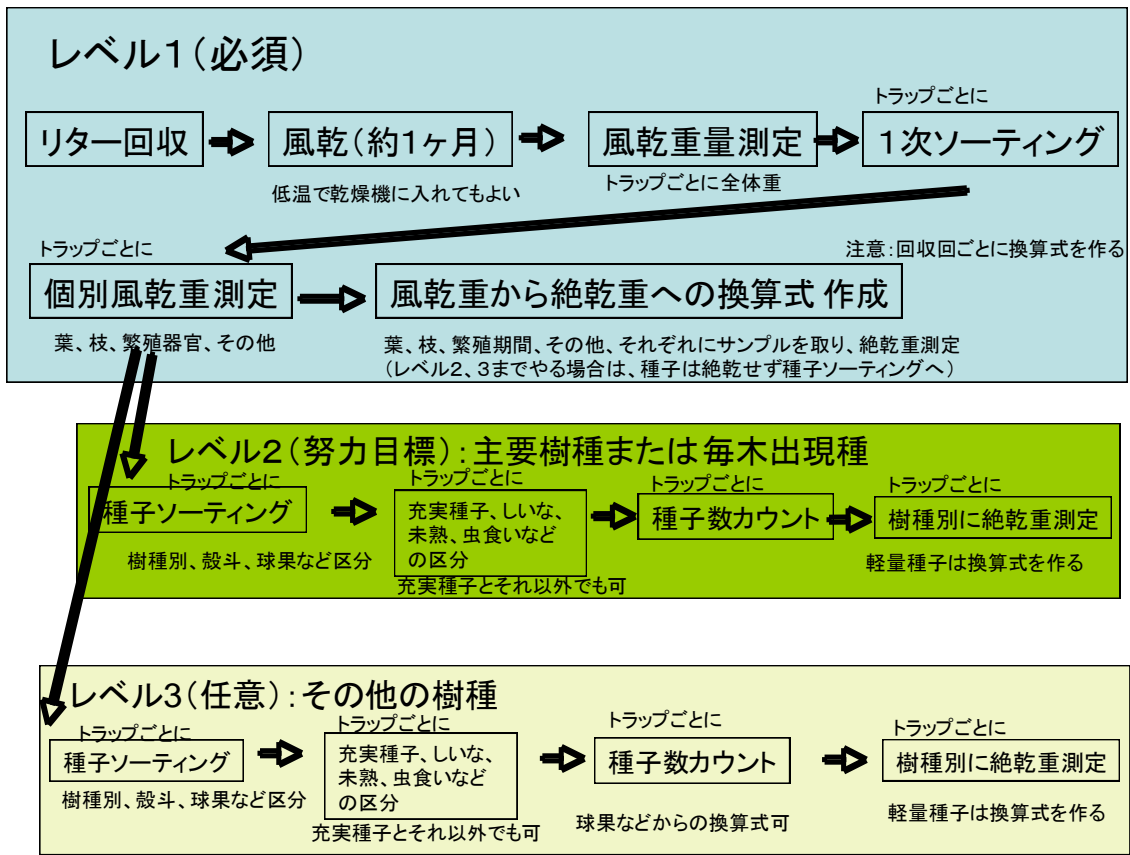 レベル1(必須)
トラップごとに
リター回収
風乾(約1ヶ月)
風乾重量測定
1次ソーティング
低温で乾燥機に入れてもよい
トラップごとに全体重
トラップごとに
注意:回収回ごとに換算式を作る
個別風乾重測定
風乾重から絶乾重への換算式 作成
葉、枝、繁殖器官、その他
葉、枝、繁殖期間、その他、それぞれにサンプルを取り、絶乾重測定
(レベル2、3までやる場合は、種子は絶乾せず種子ソーティングへ)
レベル2(努力目標):主要樹種または毎木出現種
トラップごとに
トラップごとに
トラップごとに
トラップごとに
種子ソーティング
充実種子、しいな、
未熟、虫食いなど
の区分
種子数カウント
樹種別に絶乾重測定
樹種別、殻斗、球果など区分
充実種子とそれ以外でも可
軽量種子は換算式を作る
レベル3(任意):その他の樹種
トラップごとに
トラップごとに
トラップごとに
トラップごとに
種子ソーティング
充実種子、しいな、
未熟、虫食いなど
の区分
種子数カウント
樹種別に絶乾重測定
樹種別、殻斗、球果など区分
充実種子とそれ以外でも可
球果などからの換算式可
軽量種子は換算式を作る